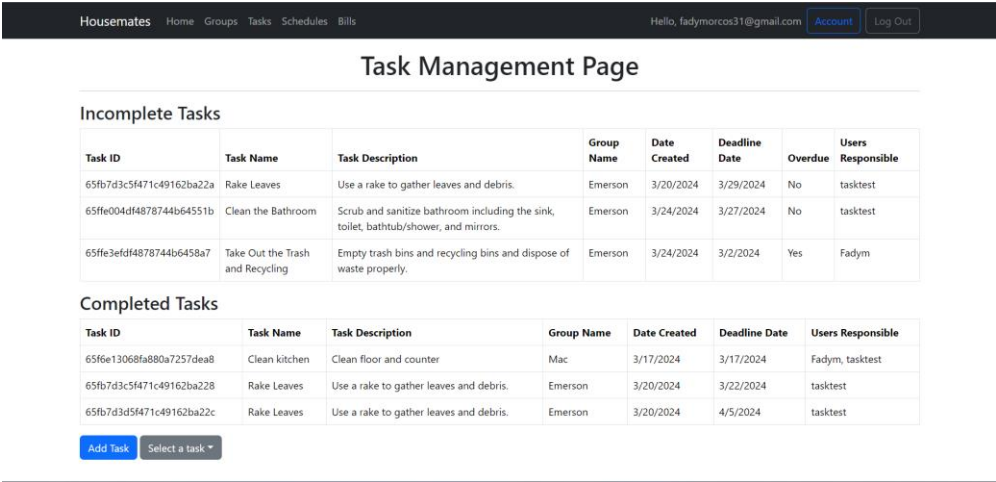 Housemates Home Groups Tasks Schedules Bills Hello, fadymorcos31@gmail.com Account Log Out
Task Management Page
Incomplete Tasks
Task ID Task Name Task Description Group Name Date Created Deadline Date Overdue Users Responsible
65fb7d3c5f471c49162ba22a Rake Leaves Use a rake to gather leaves and debris. Emerson 3/20/2024 3/29/2024 No tasktest
65ffe004df4878744b64551b Clean the Bathroom Scrub and sanitize bathroom including the sink, toilet, bathtub/shower, and mirrors. Emerson 3/24/2024 3/27/2024 No tasktest
65ffe3efdf4878744b6458a7 Take Out the Trash and Recycling Empty trash bins and recycling bins and dispose of waste properly. Emerson 3/24/2024 3/2/2024 Yes Fadym
Completed Tasks
Task ID Task Name Task Description Group Name Date Created Deadline Date Users Responsible
65f6e13068fa880a7257dea8 Clean kitchen Clean floor and counter Mac 3/17/2024 3/17/2024 Fadym, tasktest
65fb7d3c5f471c49162ba228 Rake Leaves Use a rake to gather leaves and debris. Emerson 3/20/2024 3/22/2024 tasktest
65fb7d3d5f471c49162ba22c Rake Leaves Use a rake to gather leaves and debris. Emerson 3/20/2024 4/5/2024 tasktest
Add Task Select a task